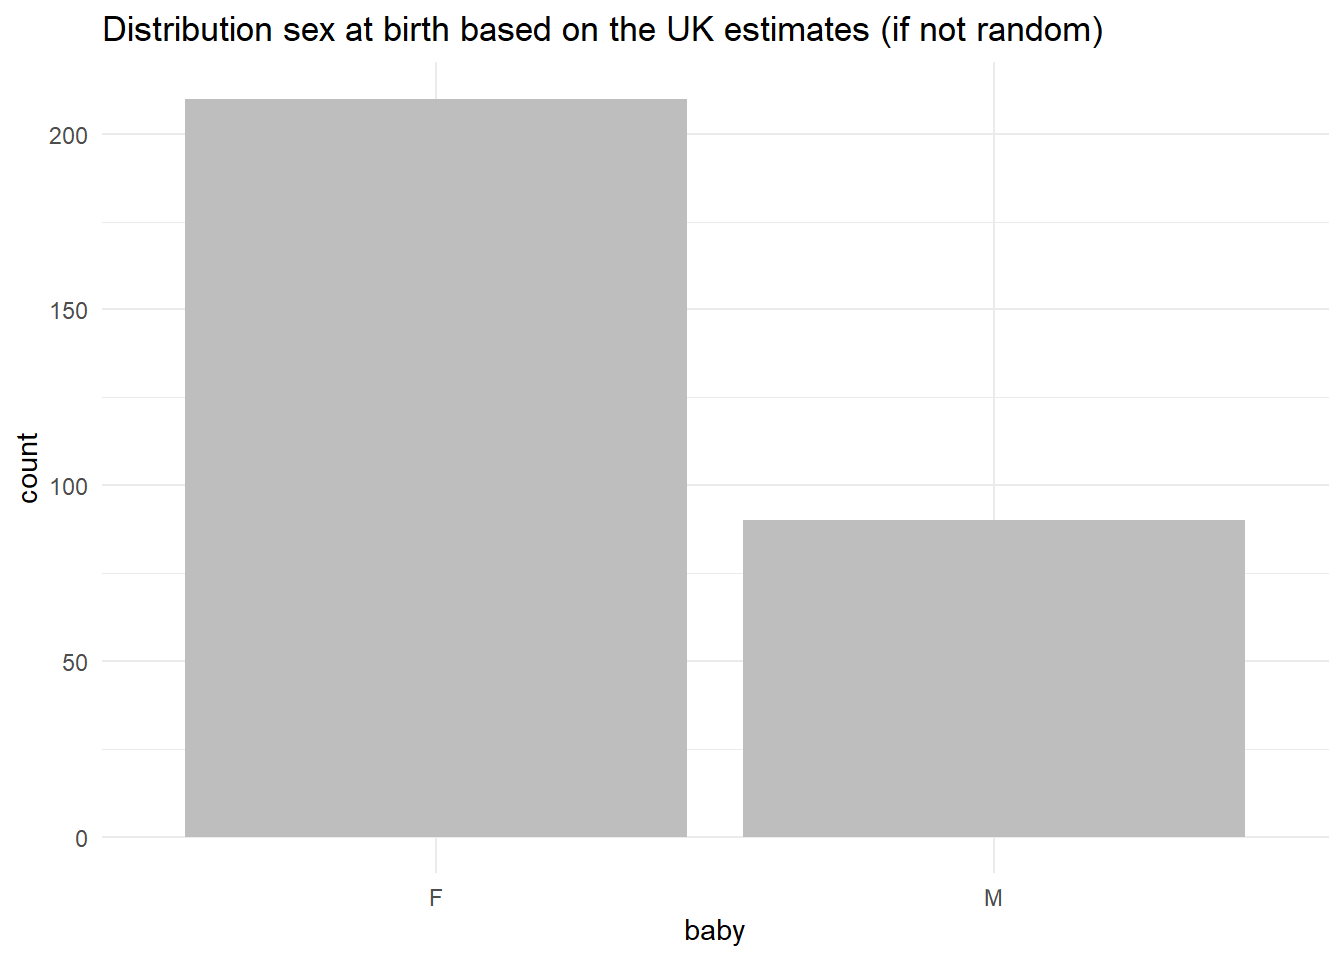 Distribution sex at birth based on the UK estimates (if not random)
200
150
100
50
0
count
F
M
baby